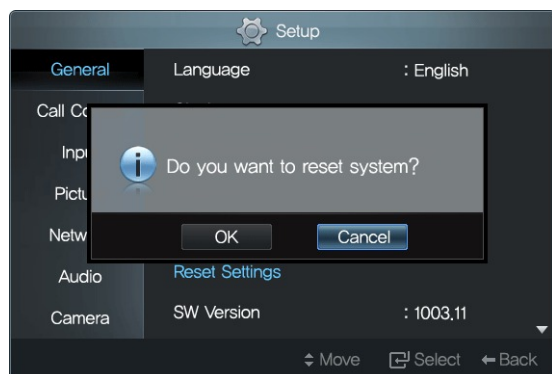 Setup
General
Language : English
Call Co
Inpu
Do you want to reset system?
Pictu
Netw
OK Cancel
Audio
Reset Settings
Camera
SW Version : 1003.11
Move Select Back